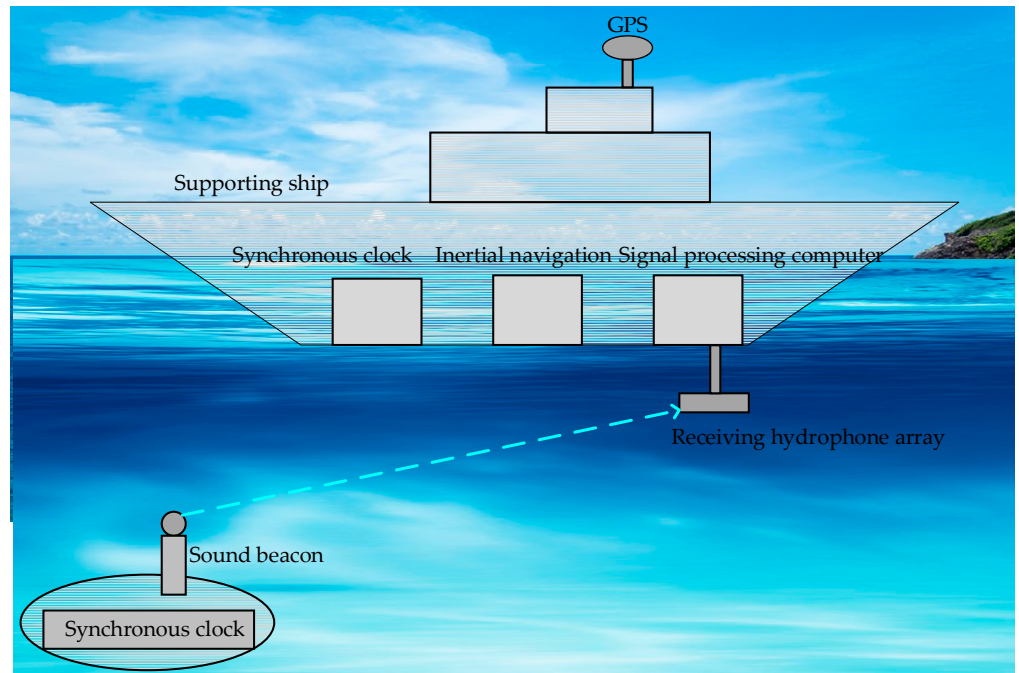 GPS
Supporting ship
Synchronous clock
Inertial navigation
Signal processing computer
Receiving hydrophone array
Sound beacon
Synchronous clock